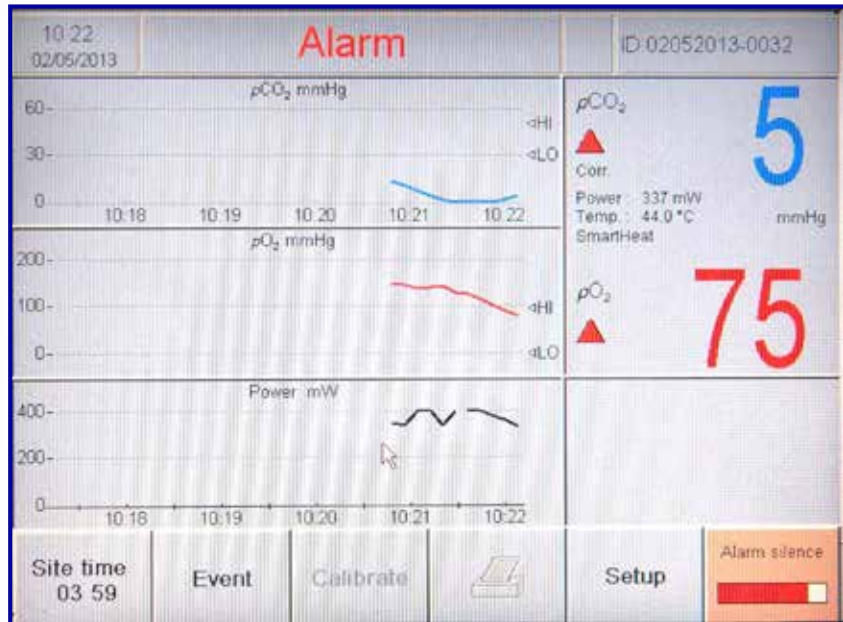 10 22
02/05/2013
Alarm
ID 02052013-0032
pCO₂ mmHg
60-
30-
0
◁HI
◁LO
10:18 10:19 10:20 10:21 10:22
pCO₂
5
Corr.
Power : 337 mW
Temp. : 44.0 °C
SmartHeat
mmHg
pO₂ mmHg
200-
100-
0-
◁HI
◁LO
pO₂
75
Power mW
400-
200-
0
10:18 10:19 10:20 10:21 10:22
Site time
03 59
Event
Calibrate
Setup
Alarm silence